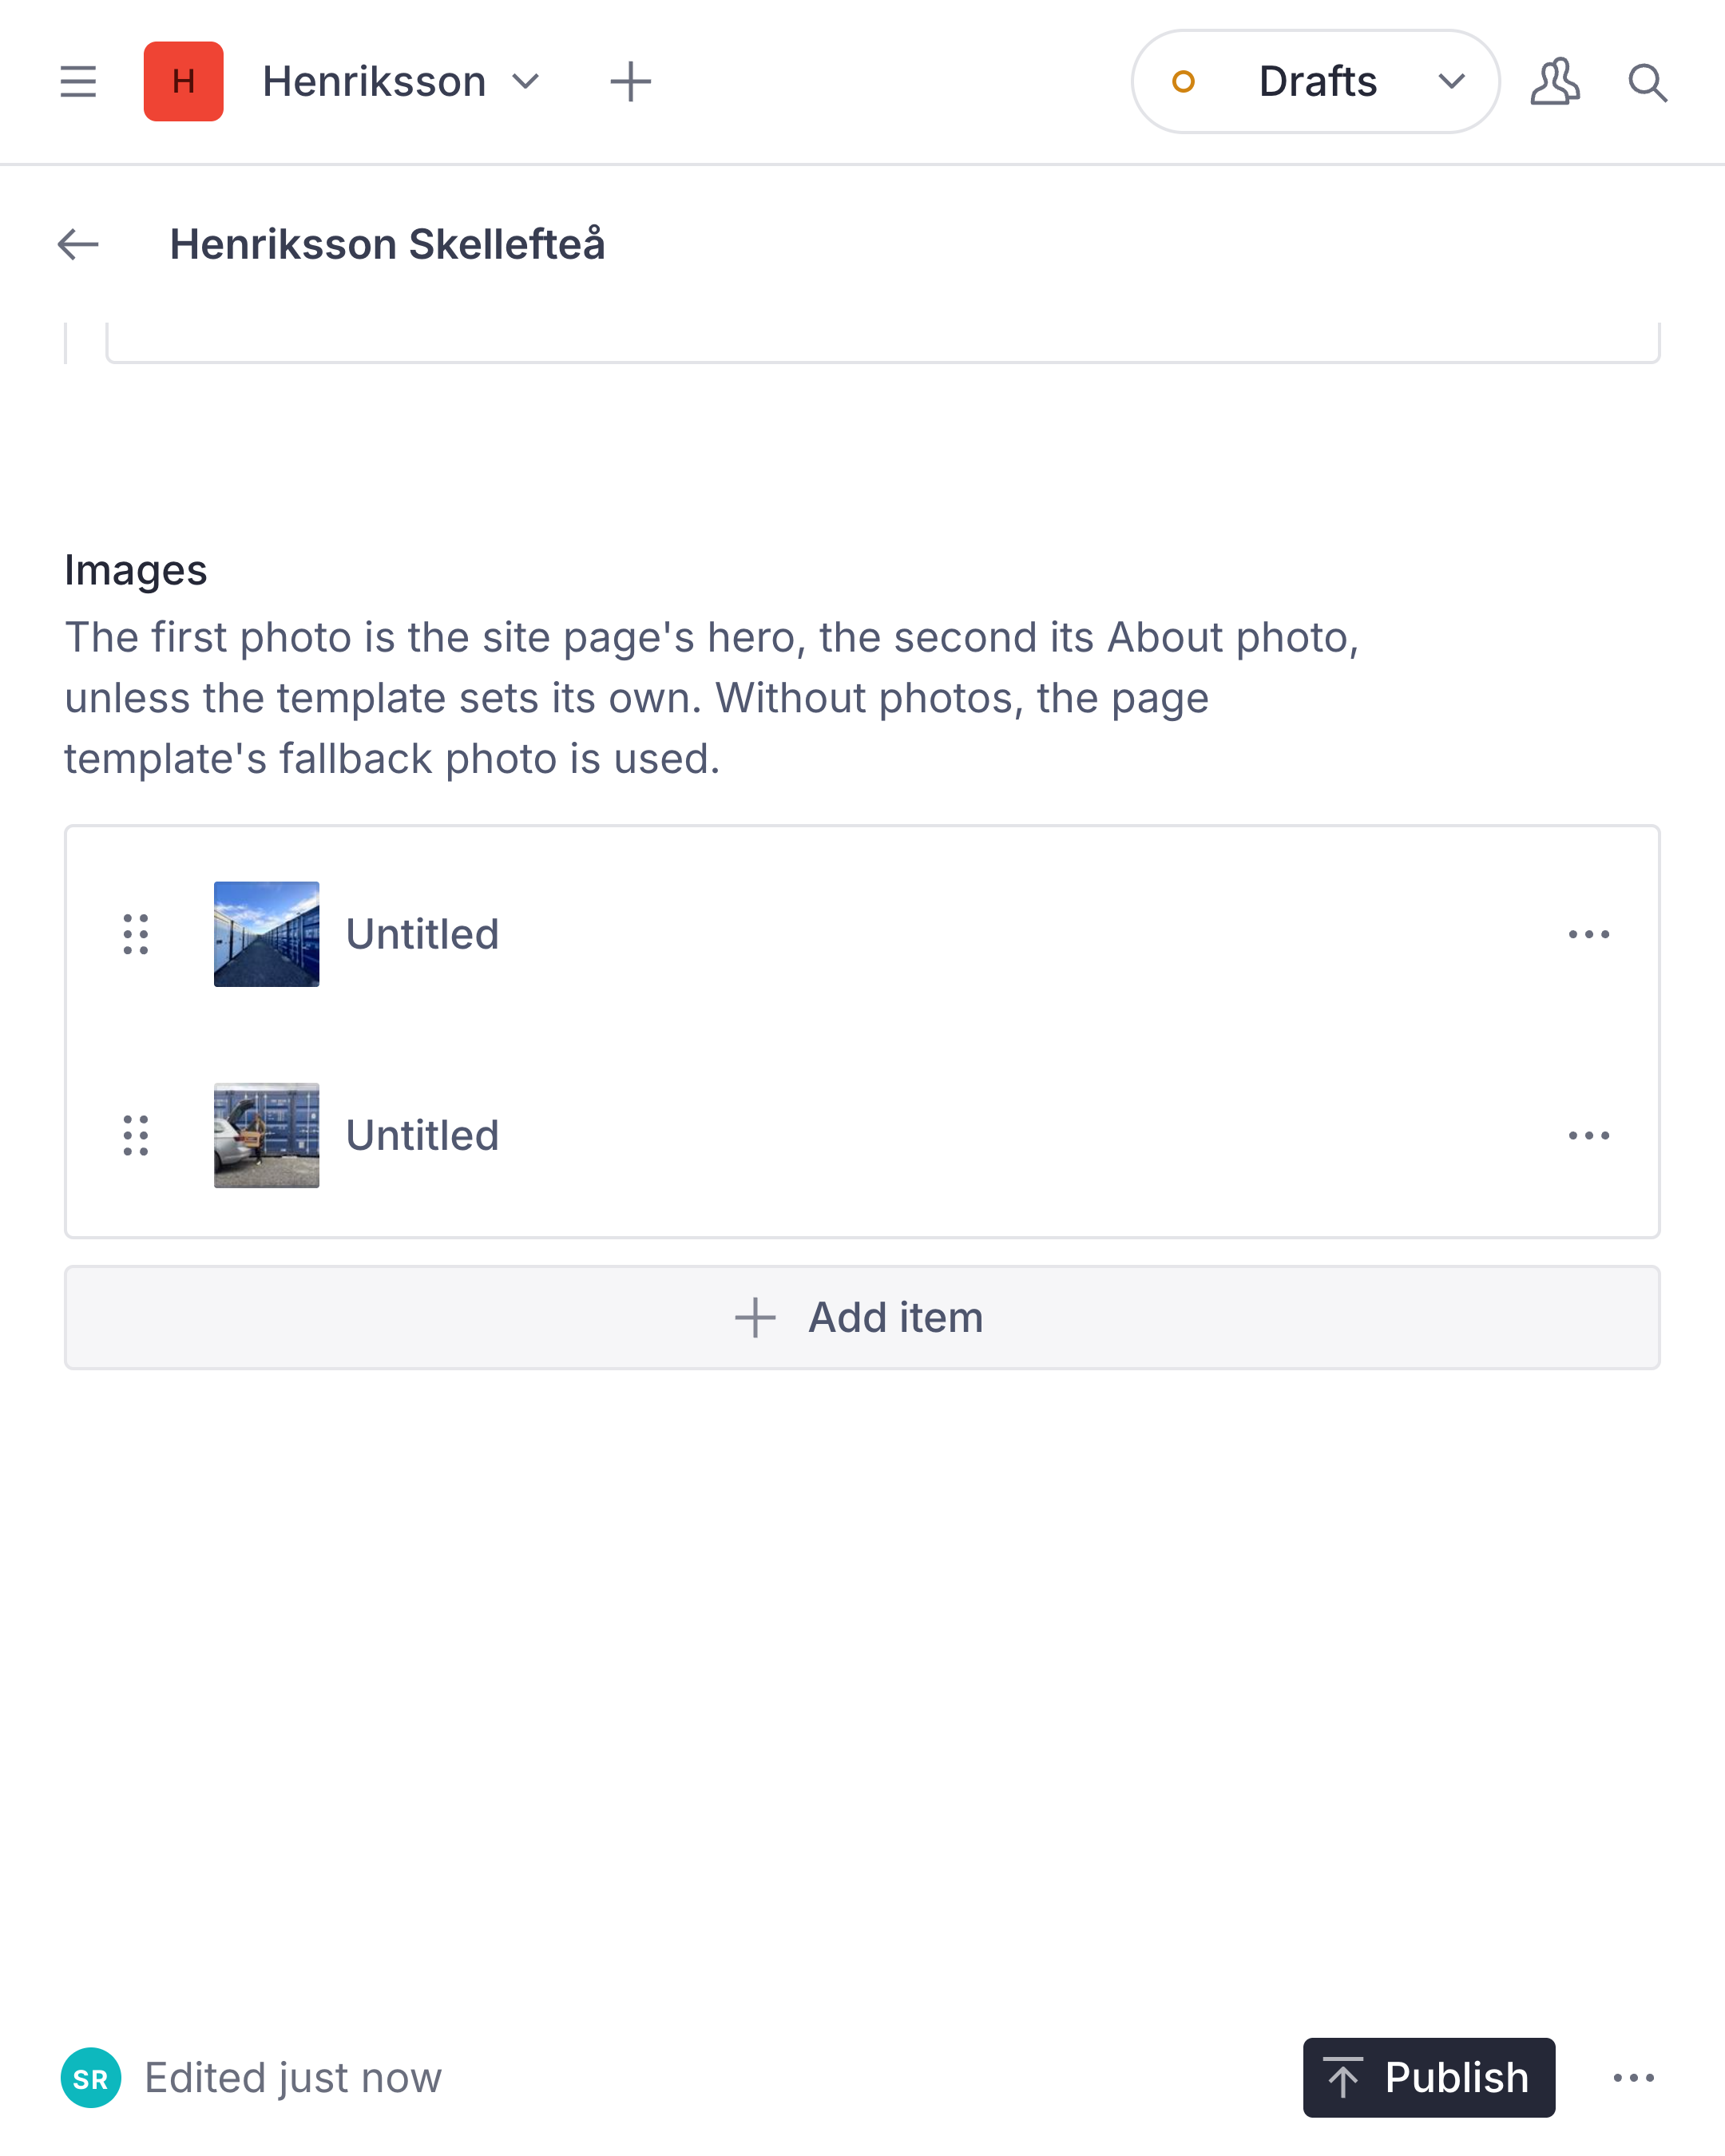 H Henriksson Drafts
Henriksson Skellefteå
Images
The first photo is the site page's hero, the second its About photo,
unless the template sets its own. Without photos, the page
template's fallback photo is used.
Untitled
Untitled
Add item
SR Edited just now Publish